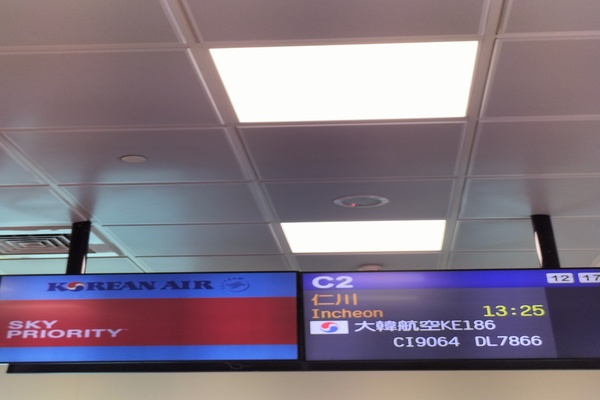 KOREAN AIR
SKY
PRIORITY
C2
12 17
仁川
Incheon 13:25
大韓航空KE186
CI9064 DL7866